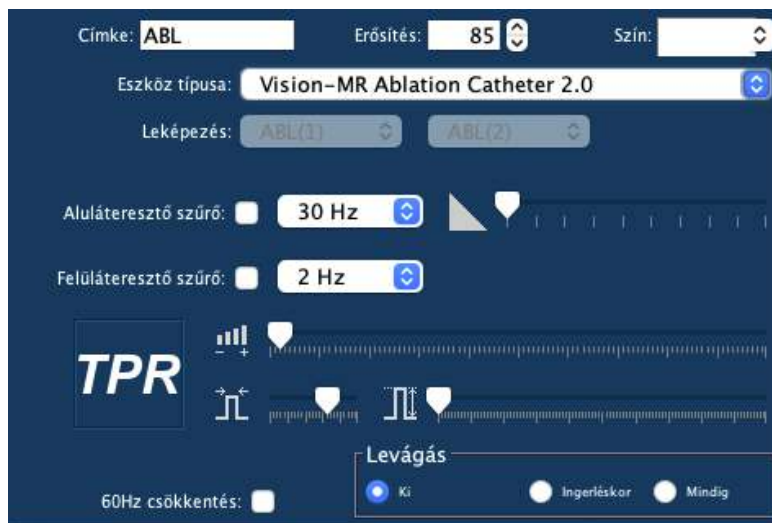 Címke: ABL Erősítés: 85 Szín:
Eszköz típusa: Vision-MR Ablation Catheter 2.0
Leképezés: ABL(1) ABL(2)
Aluláteresztő szűrő: 30 Hz
Felüláteresztő szűrő: 2 Hz
- +
TPR
Levágás
60Hz csökkentés: Ki Ingerléskor Mindig